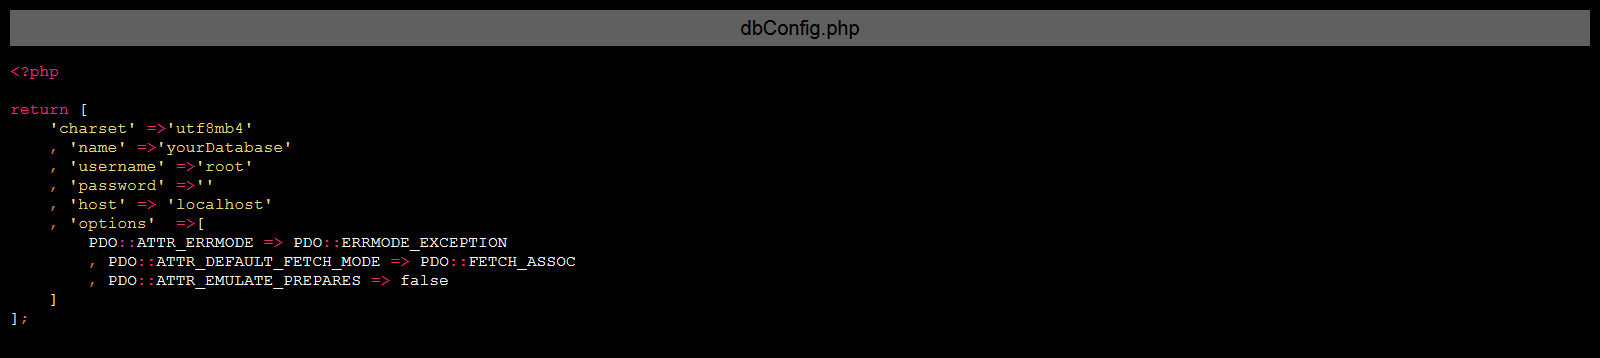 dbConfig.php
<?php
return [
    'charset' =>'utf8mb4'
    , 'name' =>'yourDatabase'
    , 'username' =>'root'
    , 'password' =>''
    , 'host' => 'localhost'
    , 'options'  =>[
        PDO::ATTR_ERRMODE => PDO::ERRMODE_EXCEPTION
        , PDO::ATTR_DEFAULT_FETCH_MODE => PDO::FETCH_ASSOC
        , PDO::ATTR_EMULATE_PREPARES => false
    ]
];